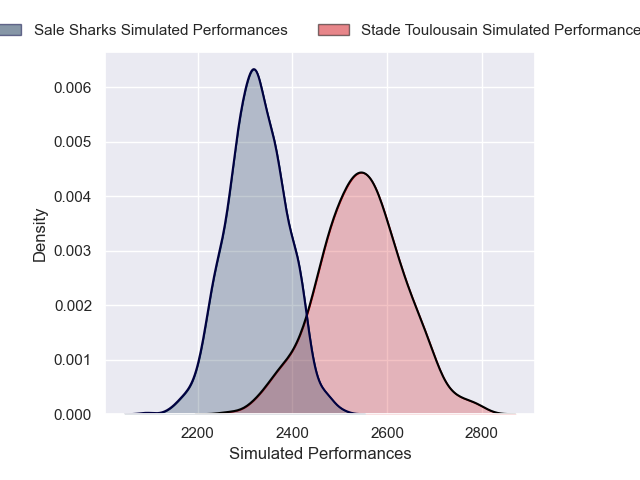 Sale Sharks Simulated Performances
Stade Toulousain Simulated Performance
0.006
0.005
0.004
0.003
0.002
0.001
0.000
Density
2200
2400
2600
2800
Simulated Performances